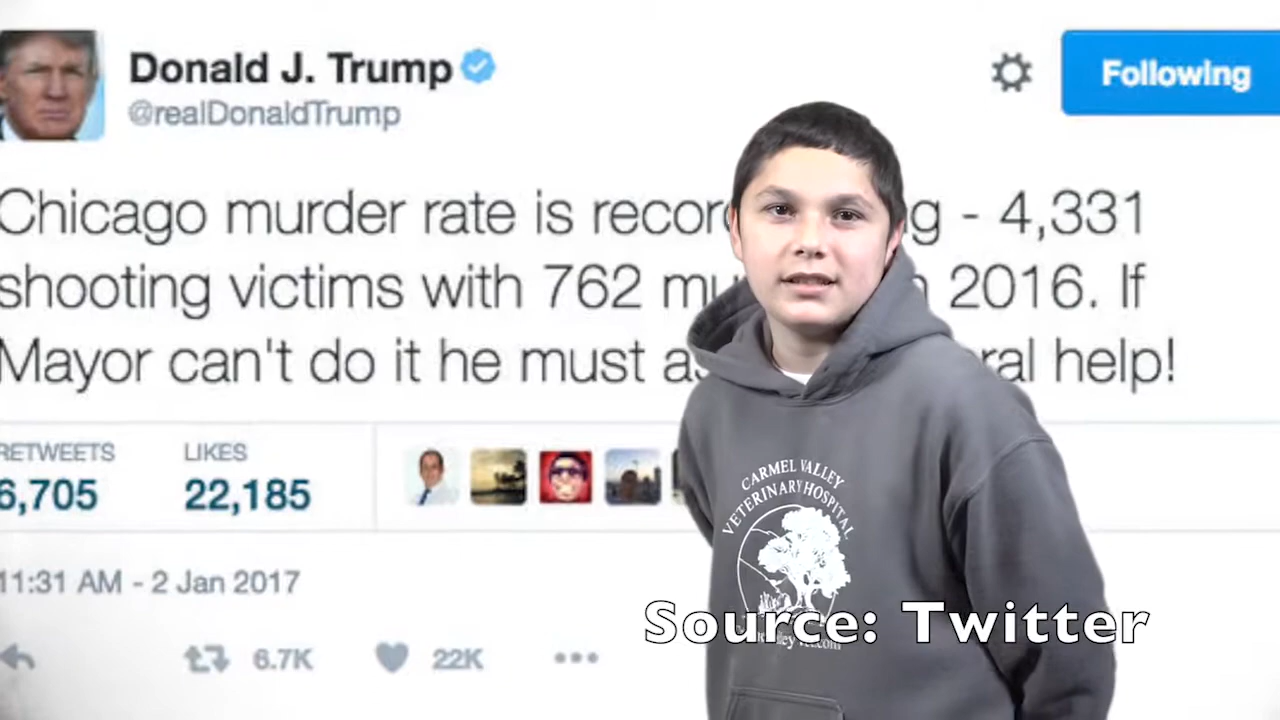 Donald J. Trump
@realDonaldTrump
Following
Chicago murder rate is record g - 4,331
shooting victims with 762 mu 2016. If
Mayor can't do it he must as ral help!
RETWEETS
LIKES
6,705
22,185
11:31 AM - 2 Jan 2017
6.7K
22K
CARMEL VALLEY
VETERINARY HOSPITAL
Source: Twitter